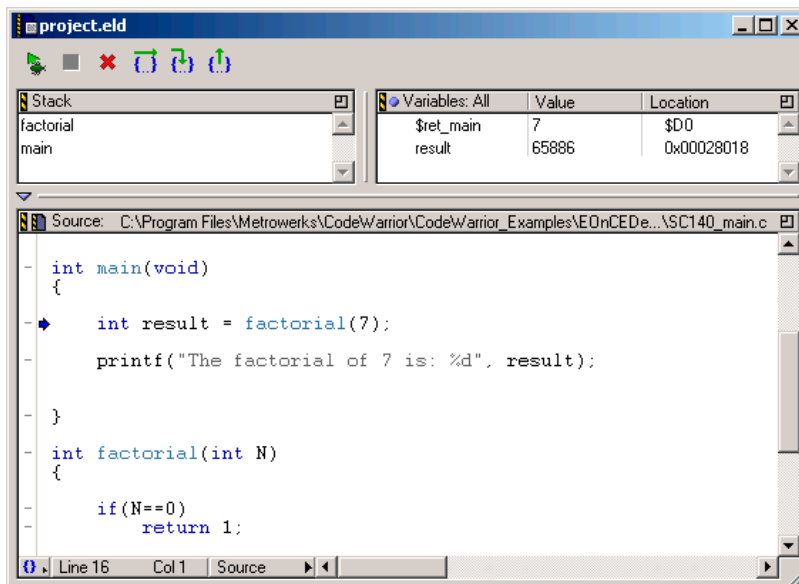 project.eld
Stack
factorial
main
Variables: All Value Location
$ret_main 7 $D0
result 65886 0x00028018
Source: C:\Program Files\Metrowerks\CodeWarrior\CodeWarrior_Examples\EOnCEDe...\SC140_main.c
int main(void)
{
int result = factorial(7);
printf("The factorial of 7 is: %d", result);
}
int factorial(int N)
{
if(N==0)
return 1;
Line 16 Col 1 Source